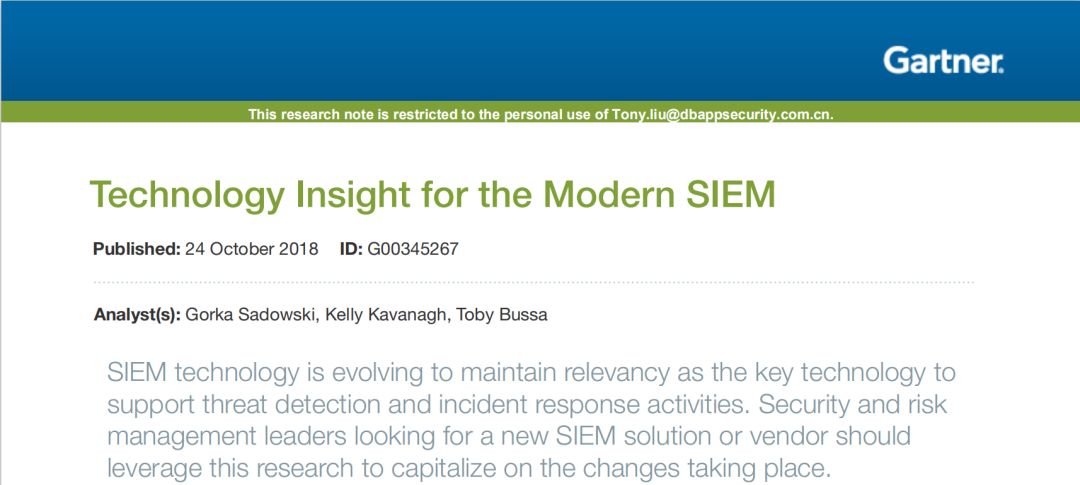 Gartner.
This research note is restricted to the personal use of Tony.liu@dbappsecurity.com.cn.
Technology Insight for the Modern SIEM
Published: 24 October 2018 ID: G00345267
Analyst(s): Gorka Sadowski, Kelly Kavanagh, Toby Bussa
SIEM technology is evolving to maintain relevancy as the key technology to
support threat detection and incident response activities. Security and risk
management leaders looking for a new SIEM solution or vendor should
leverage this research to capitalize on the changes taking place.